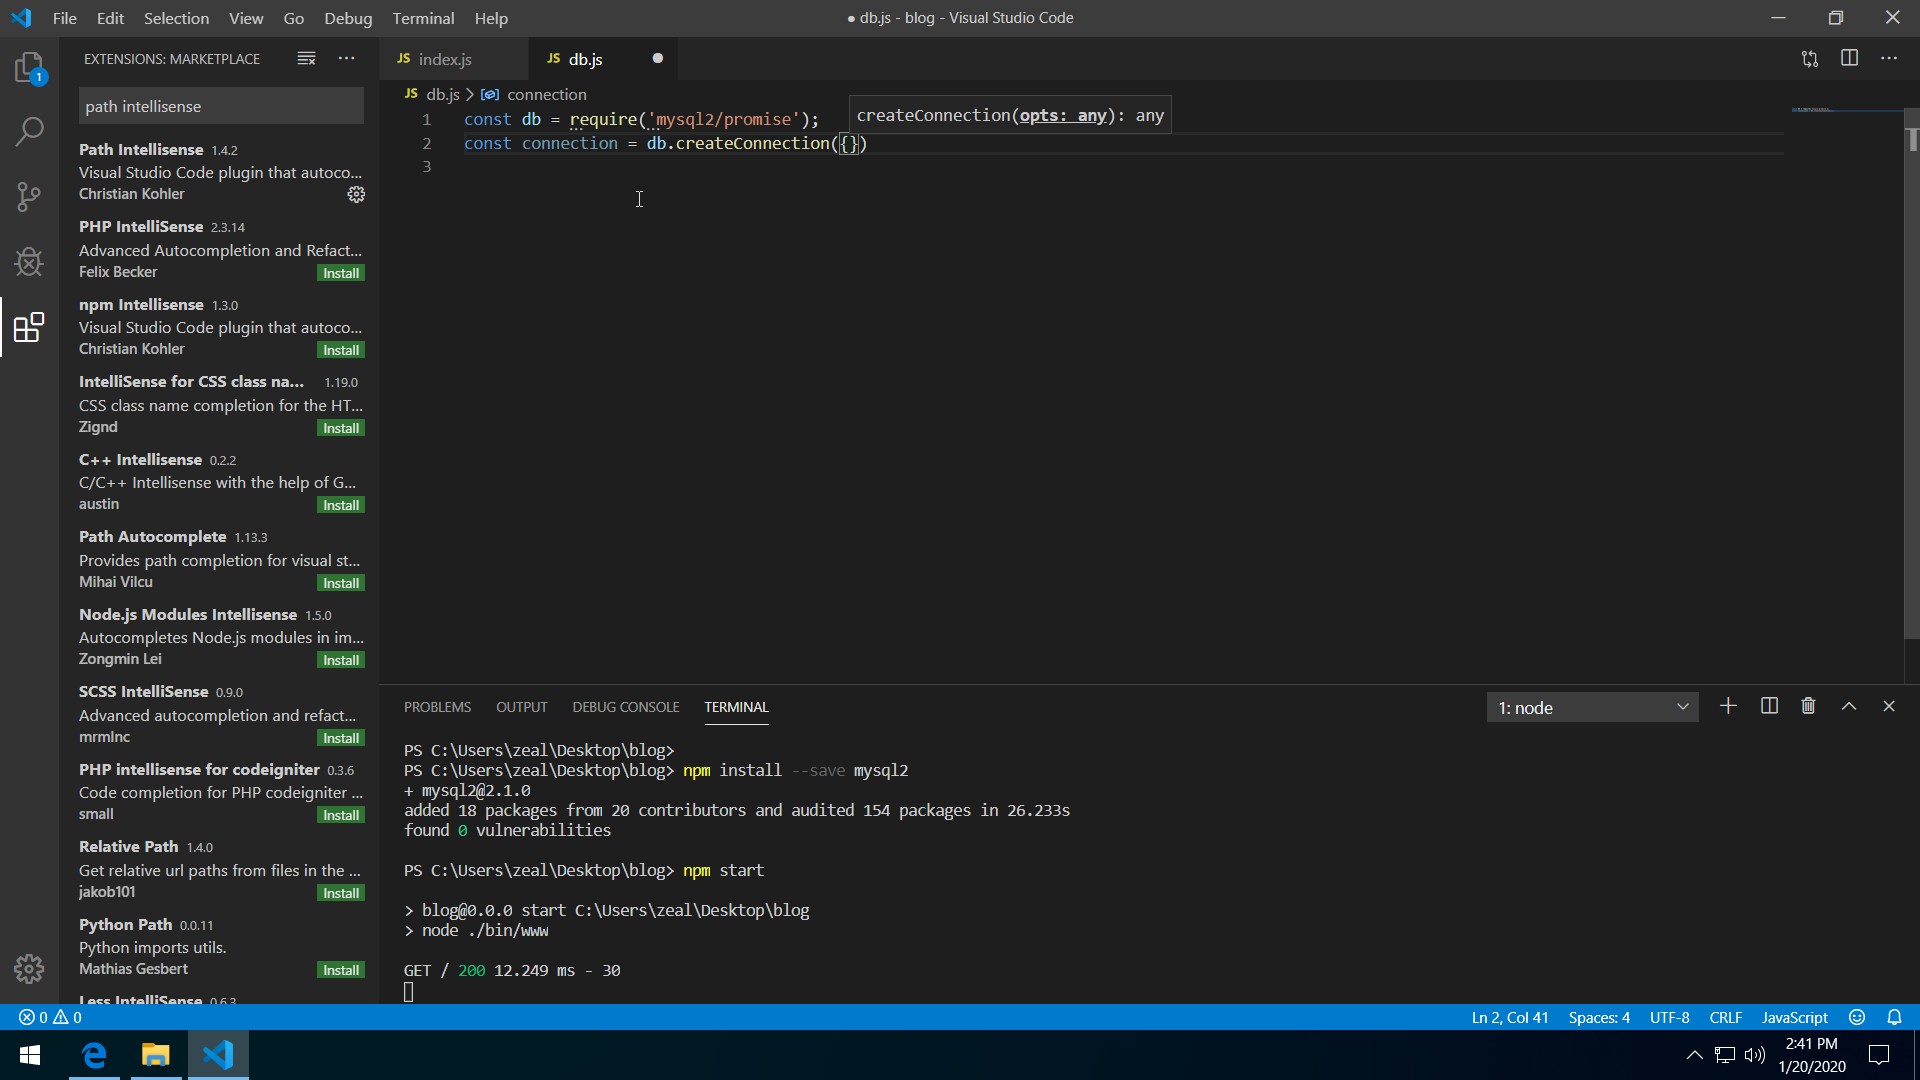 File Edit Selection View Go Debug Terminal Help
● db.js - blog - Visual Studio Code
1
EXTENSIONS: MARKETPLACE
path intellisense
Path Intellisense 1.4.2
Visual Studio Code plugin that autoco...
Christian Kohler
PHP IntelliSense 2.3.14
Advanced Autocompletion and Refact...
Felix Becker Install
npm Intellisense 1.3.0
Visual Studio Code plugin that autoco...
Christian Kohler Install
IntelliSense for CSS class na... 1.19.0
CSS class name completion for the HT...
Zignd Install
C++ Intellisense 0.2.2
C/C++ Intellisense with the help of G...
austin Install
Path Autocomplete 1.13.3
Provides path completion for visual st...
Mihai Vilcu Install
Node.js Modules Intellisense 1.5.0
Autocompletes Node.js modules in im...
Zongmin Lei Install
SCSS IntelliSense 0.9.0
Advanced autocompletion and refact...
mrmlnc Install
PHP intellisense for codeigniter 0.3.6
Code completion for PHP codeigniter ...
small Install
Relative Path 1.4.0
Get relative url paths from files in the ...
jakob101 Install
Python Path 0.0.11
Python imports utils.
Mathias Gesbert Install
Less IntelliSense 0.6.3
JS index.js JS db.js ●
JS db.js > connection
createConnection(opts: any): any
1 const db = require('mysql2/promise');
2 const connection = db.createConnection({})
3
PROBLEMS OUTPUT DEBUG CONSOLE TERMINAL
1: node
PS C:\Users\zeal\Desktop\blog>
PS C:\Users\zeal\Desktop\blog> npm install --save mysql2
+ mysql2@2.1.0
added 18 packages from 20 contributors and audited 154 packages in 26.233s
found 0 vulnerabilities
PS C:\Users\zeal\Desktop\blog> npm start
> blog@0.0.0 start C:\Users\zeal\Desktop\blog
> node ./bin/www
GET / 200 12.249 ms - 30
0 0
Ln 2, Col 41 Spaces: 4 UTF-8 CRLF JavaScript
2:41 PM
1/20/2020